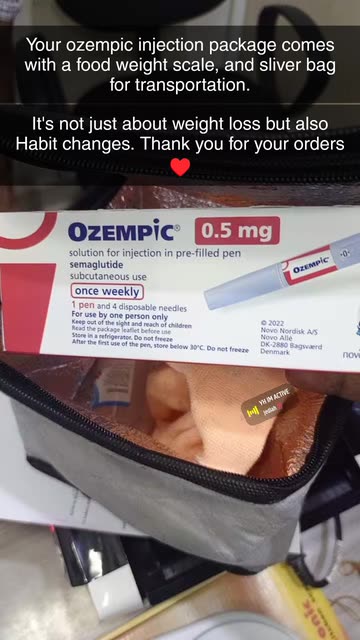 Your ozempic injection package comes
with a food weight scale, and sliver bag
for transportation.
It's not just about weight loss but also
Habit changes. Thank you for your orders
OZEMPIC® 0.5 mg
solution for injection in pre-filled pen
semaglutide
subcutaneous use
once weekly
1 pen and 4 disposable needles
For use by one person only
Keep out of the sight and reach of children
Read the package leaflet before use
Store in a refrigerator. Do not freeze
After the first use of the pen, store below 30°C. Do not freeze
OZEMPIC®
© 2022
Novo Nordisk A/S
Novo Allé
DK-2880 Bagsværd
Denmark
novo
YH IM ACTIVE